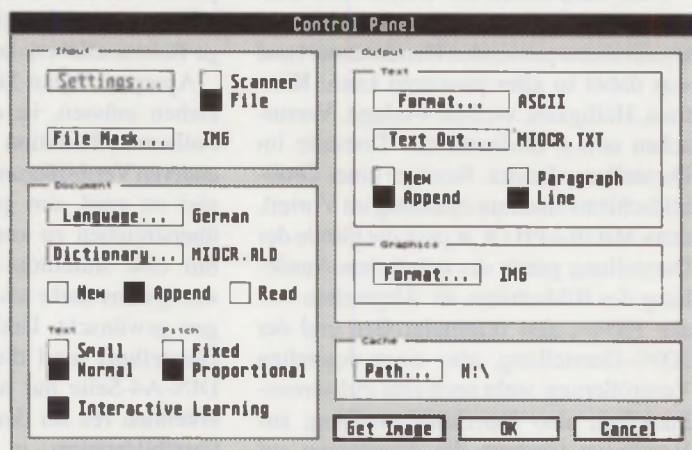 Control Panel
Input
Settings...
Scanner
File
File Mask...
IMG
Document
Language...
German
Dictionary...
MIOCR.ALD
New Append Read
Text
Small
Normal
Pitch
Fixed
Proportional
Interactive Learning
Output
Text
Format...
ASCII
Text Out...
MIOCR.TXT
New
Append
Paragraph
Line
Graphics
Format...
IMG
Cache
Path...
H:\
Get Image
OK
Cancel